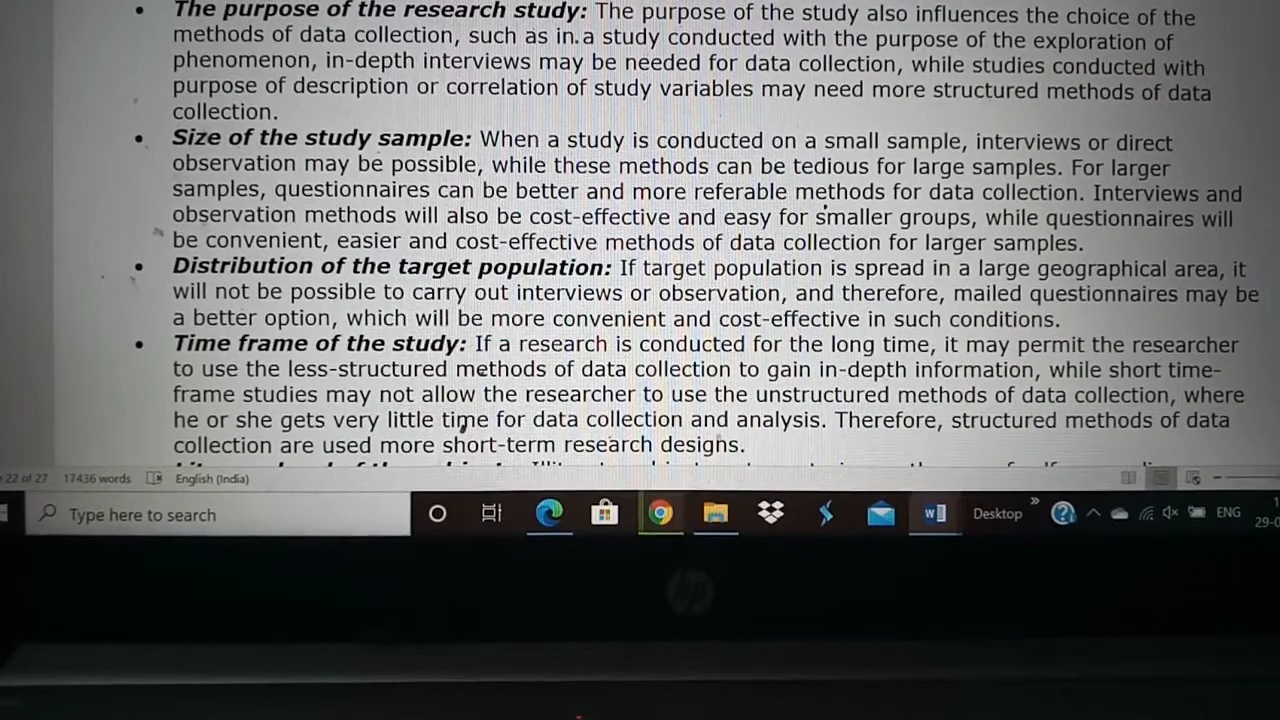 • The purpose of the research study: The purpose of the study also influences the choice of the
methods of data collection, such as in a study conducted with the purpose of the exploration of
phenomenon, in-depth interviews may be needed for data collection, while studies conducted with
purpose of description or correlation of study variables may need more structured methods of data
collection.
• Size of the study sample: When a study is conducted on a small sample, interviews or direct
observation may be possible, while these methods can be tedious for large samples. For larger
samples, questionnaires can be better and more referable methods for data collection. Interviews and
observation methods will also be cost-effective and easy for smaller groups, while questionnaires will
be convenient, easier and cost-effective methods of data collection for larger samples.
• Distribution of the target population: If target population is spread in a large geographical area, it
will not be possible to carry out interviews or observation, and therefore, mailed questionnaires may be
a better option, which will be more convenient and cost-effective in such conditions.
• Time frame of the study: If a research is conducted for the long time, it may permit the researcher
to use the less-structured methods of data collection to gain in-depth information, while short time-
frame studies may not allow the researcher to use the unstructured methods of data collection, where
he or she gets very little time for data collection and analysis. Therefore, structured methods of data
collection are used more short-term research designs.
22 of 27 17436 words English (India)
Type here to search Desktop ENG
hp